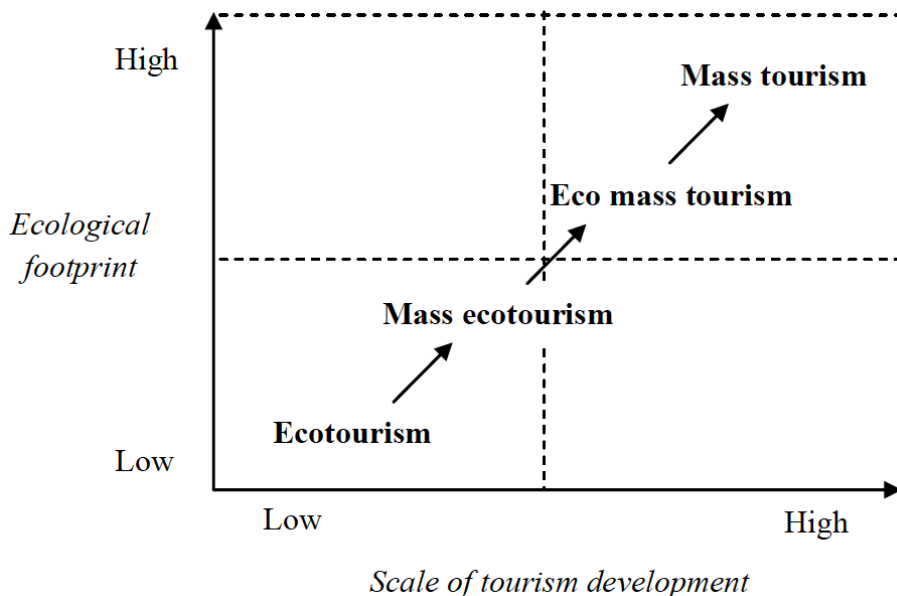 High
Mass tourism
Eco mass tourism
Ecological
footprint
Mass ecotourism
Ecotourism
Low
Low
High
Scale of tourism development